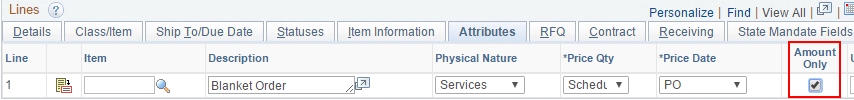 Lines
Personalize | Find | View All |
Details Class/Item Ship To/Due Date Statuses Item Information Attributes RFQ Contract Receiving State Mandate Fields
Line Item Description Physical Nature *Price Qty *Price Date Amount Only
1 Blanket Order Services Schedu PO